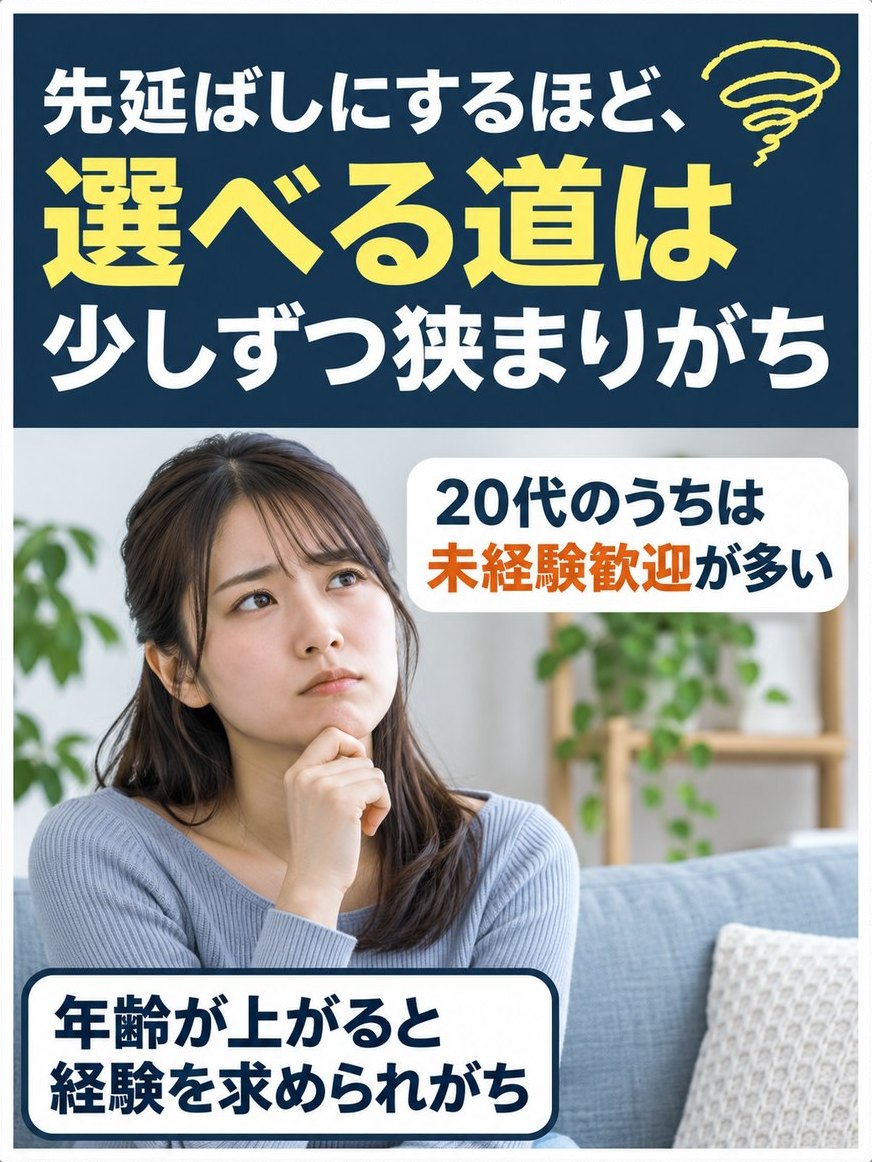 先延ばしにするほど、
選べる道は
少しずつ狭まりがち
20代のうちは
未経験歓迎が多い
年齢が上がると
経験を求められがち